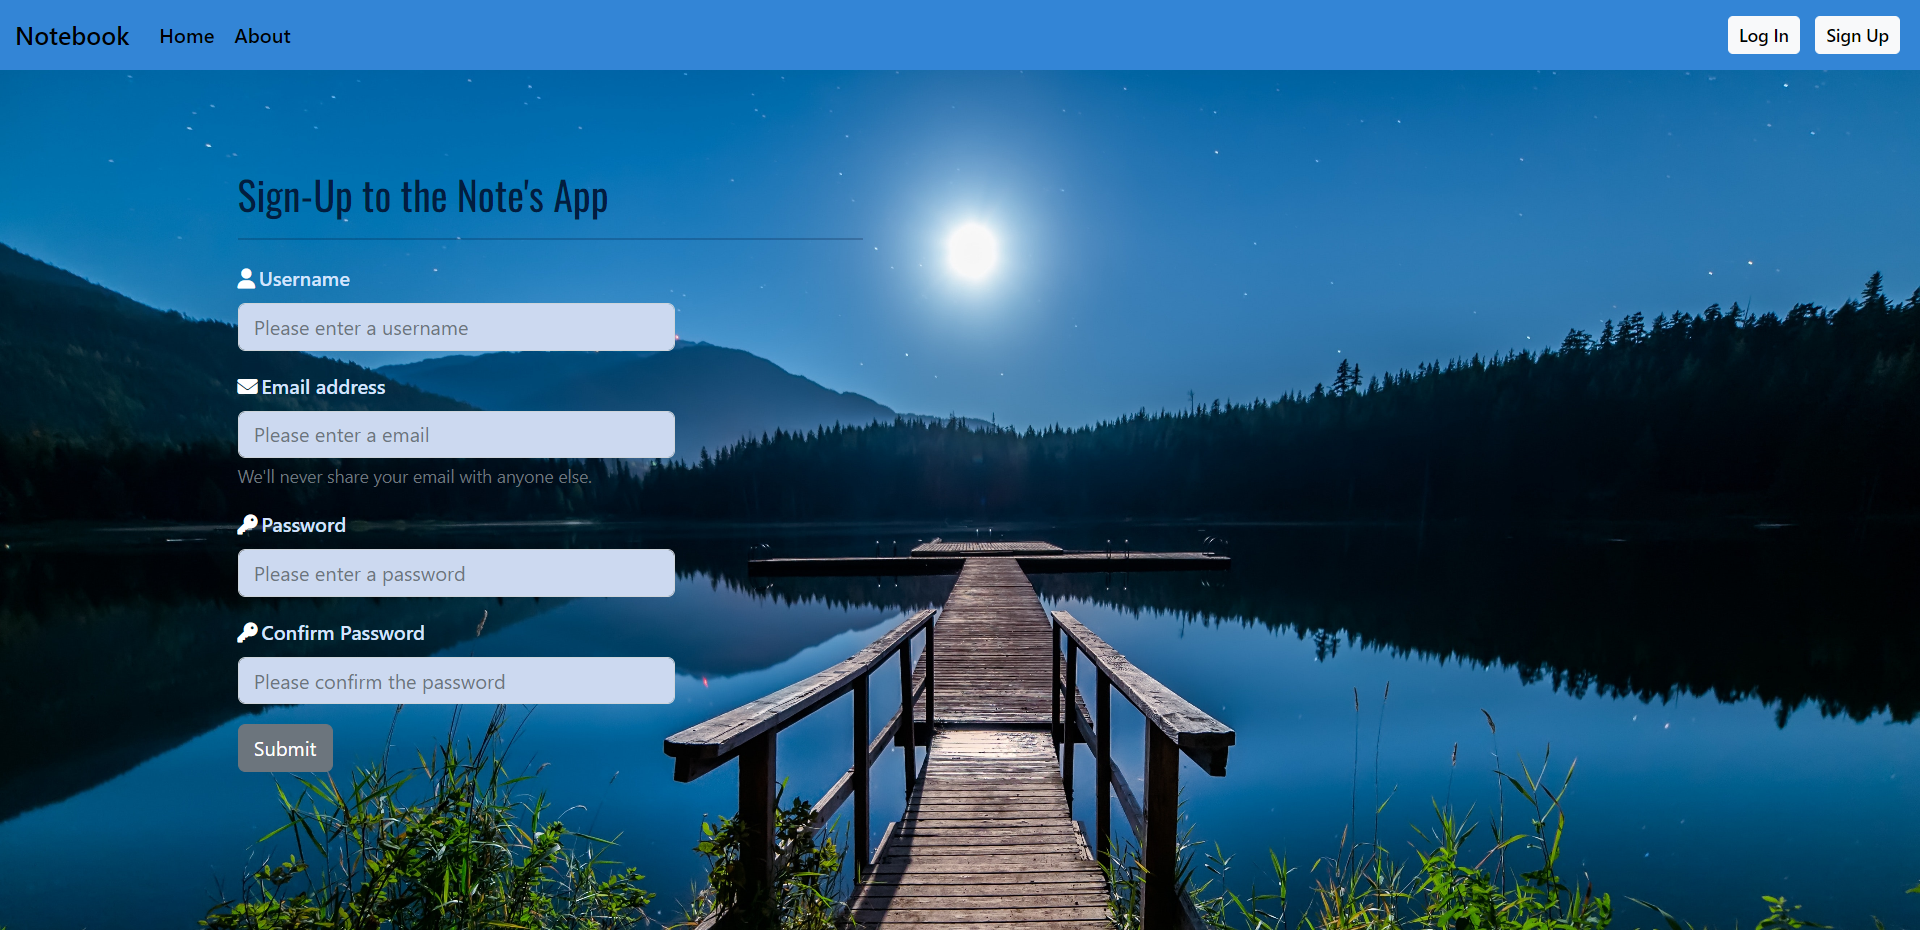 Notebook Home About Log In Sign Up
Sign-Up to the Note's App
Username
Please enter a username
Email address
Please enter a email
We'll never share your email with anyone else.
Password
Please enter a password
Confirm Password
Please confirm the password
Submit